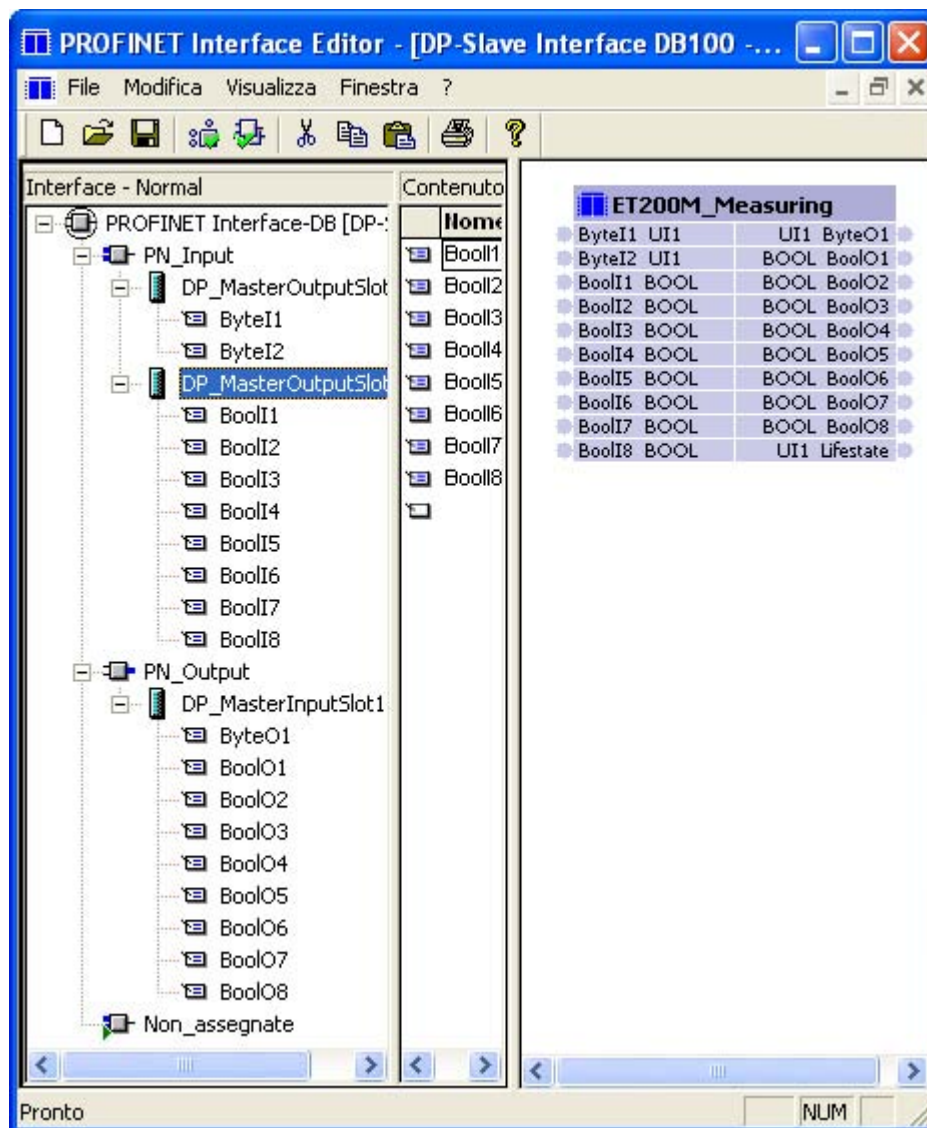 PROFINET Interface Editor - [DP-Slave Interface DB100 -...
File Modifica Visualizza Finestra ?
Interface - Normal
PROFINET Interface-DB [DP-
PN_Input
DP_MasterOutputSlot
ByteI1
ByteI2
DP_MasterOutputSlot
BoolI1
BoolI2
BoolI3
BoolI4
BoolI5
BoolI6
BoolI7
BoolI8
PN_Output
DP_MasterInputSlot1
ByteO1
BoolO1
BoolO2
BoolO3
BoolO4
BoolO5
BoolO6
BoolO7
BoolO8
Non_assegnate
Contenuto
Nome
BoolI1
BoolI2
BoolI3
BoolI4
BoolI5
BoolI6
BoolI7
BoolI8
ET200M_Measuring
ByteI1 UI1 UI1 ByteO1
ByteI2 UI1 BOOL BoolO1
BoolI1 BOOL BOOL BoolO2
BoolI2 BOOL BOOL BoolO3
BoolI3 BOOL BOOL BoolO4
BoolI4 BOOL BOOL BoolO5
BoolI5 BOOL BOOL BoolO6
BoolI6 BOOL BOOL BoolO7
BoolI7 BOOL BOOL BoolO8
BoolI8 BOOL UI1 Lifestate
Pronto
NUM